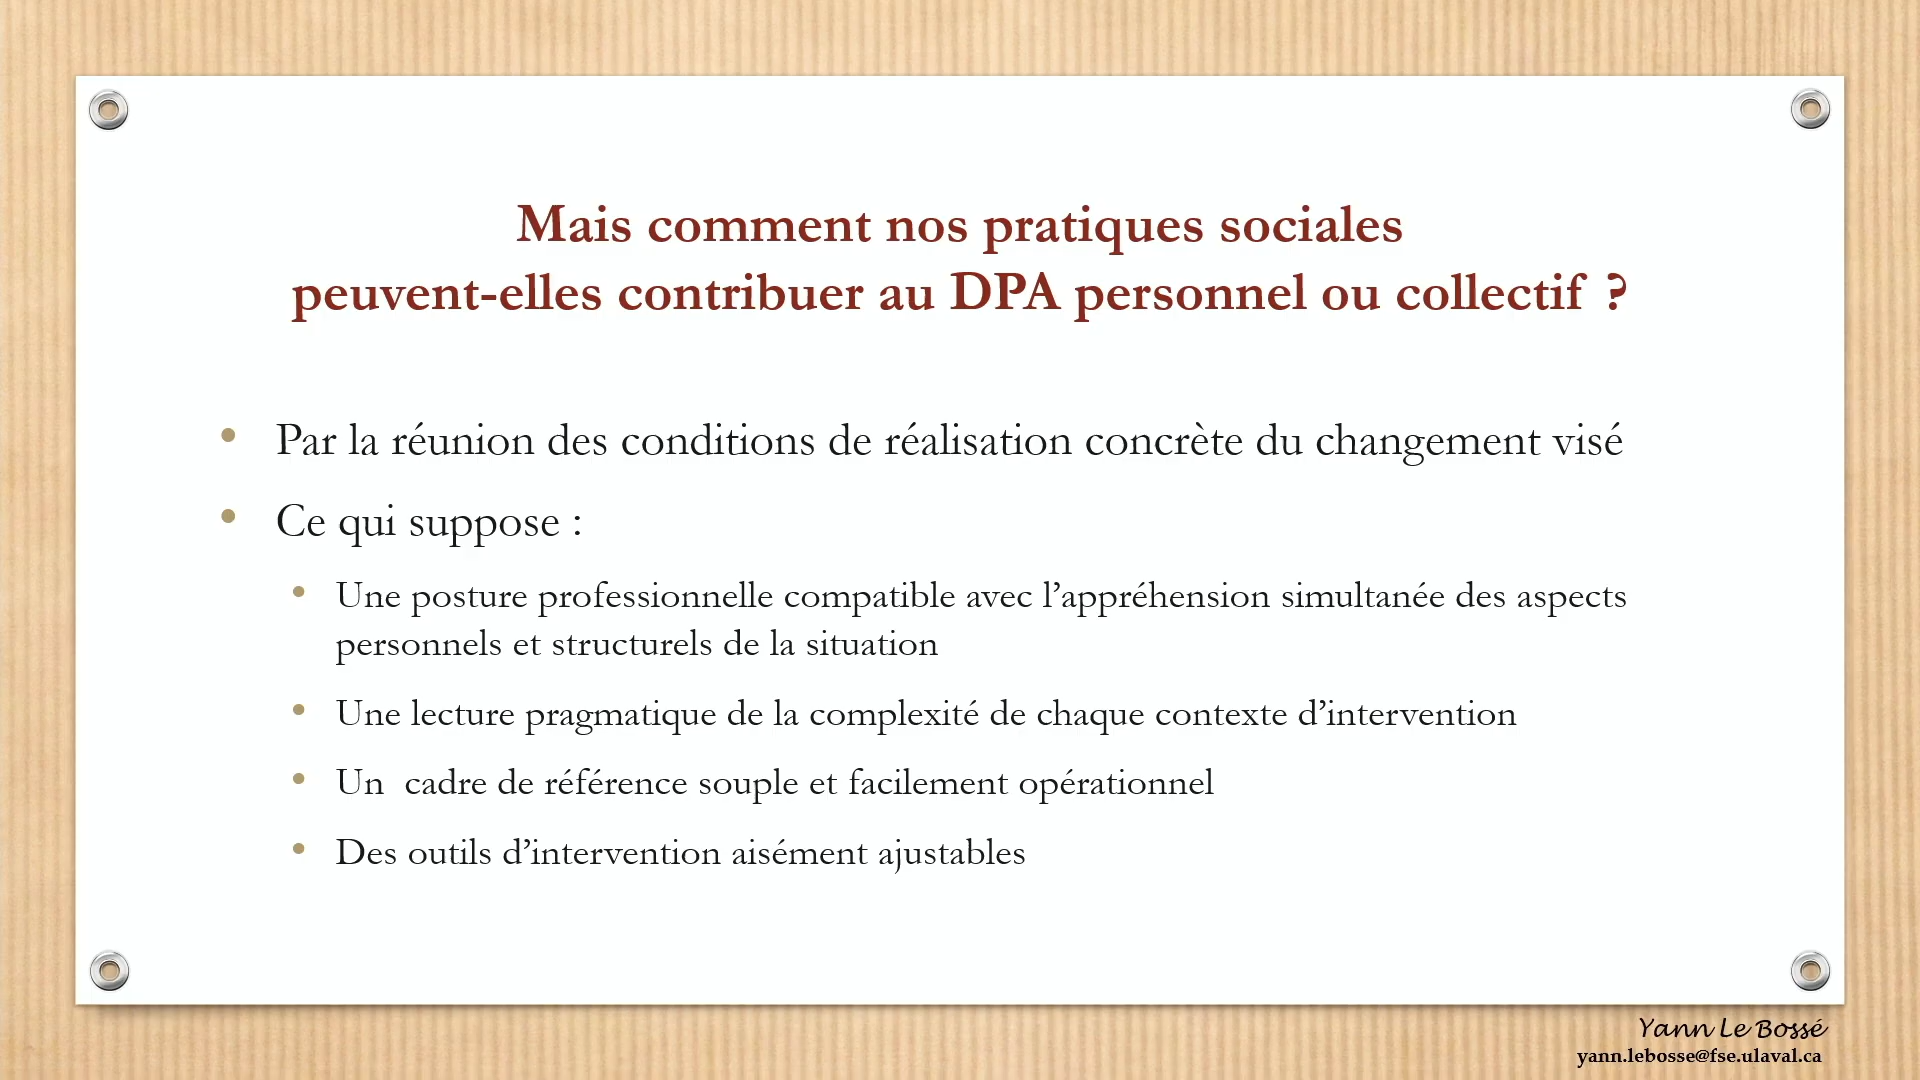 Mais comment nos pratiques sociales
peuvent-elles contribuer au DPA personnel ou collectif ?
• Par la réunion des conditions de réalisation concrète du changement visé
• Ce qui suppose :
• Une posture professionnelle compatible avec l’appréhension simultanée des aspects
personnels et structurels de la situation
• Une lecture pragmatique de la complexité de chaque contexte d’intervention
• Un cadre de référence souple et facilement opérationnel
• Des outils d’intervention aisément ajustables
Yann Le Bossé
yann.lebosse@fse.ulaval.ca